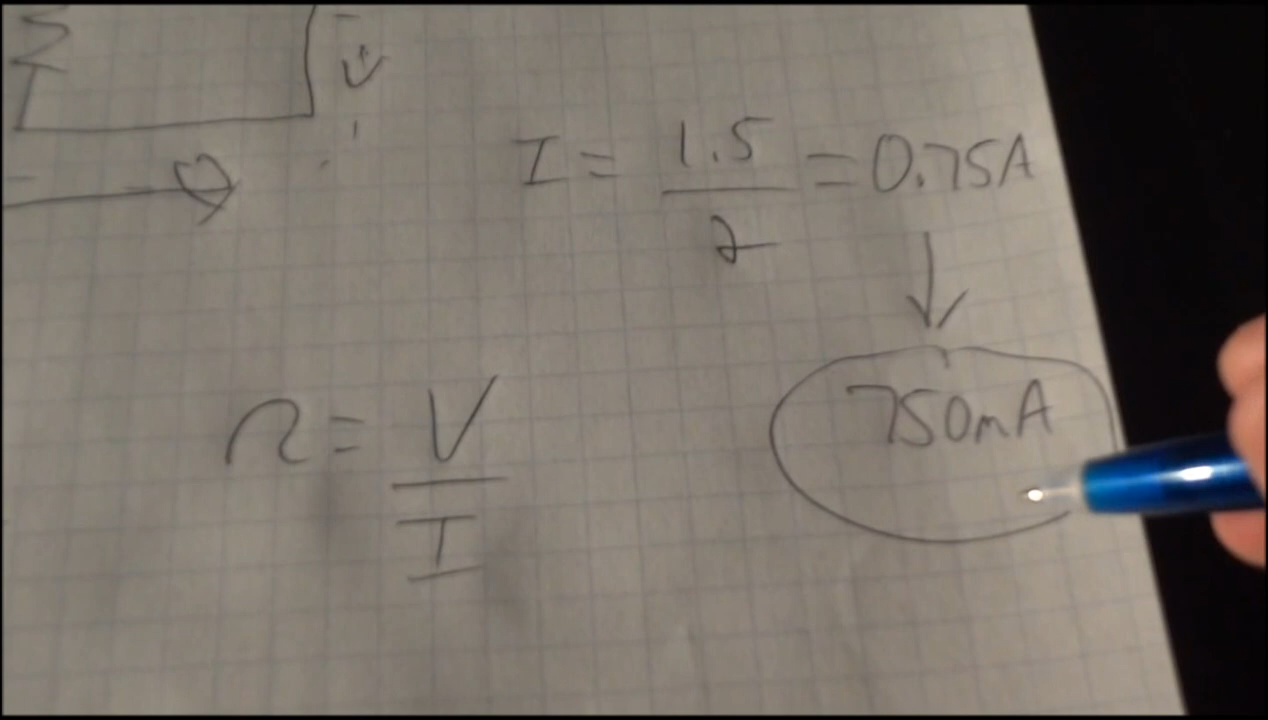 I = 1.5/2 = 0.75A
750mA
R = V/I